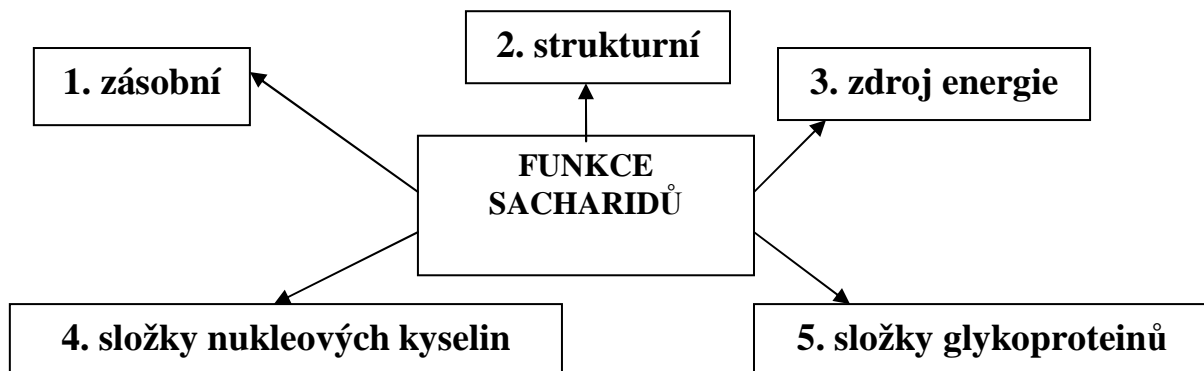 2. strukturní
1. zásobní
3. zdroj energie
FUNKCE
SACHARIDŮ
4. složky nukleových kyselin
5. složky glykoproteinů